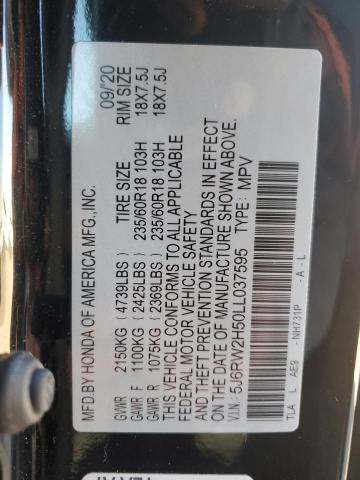 MFD.BY HONDA OF AMERICA MFG.,INC. 09/20
TIRE SIZE RIM SIZE
GVWR 2150KG (4739LBS)
GAWR F 1100KG (2425LBS) 235/60R18 103H 18X7.5J
GAWR R 1075KG (2369LBS) 235/60R18 103H 18X7.5J
THIS VEHICLE CONFORMS TO ALL APPLICABLE
FEDERAL MOTOR VEHICLE SAFETY
AND THEFT PREVENTION STANDARDS IN EFFECT
ON THE DATE OF MANUFACTURE SHOWN ABOVE.
V.I.N.: 5J6RW2H50LL037595 TYPE: MPV
TLA L AE9 - NH731P - A - L